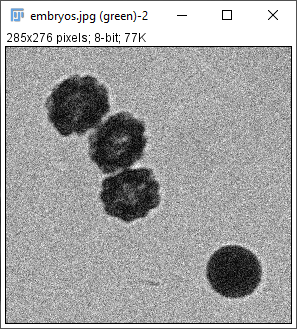 embryos.jpg (green)-2
285x276 pixels; 8-bit; 77K